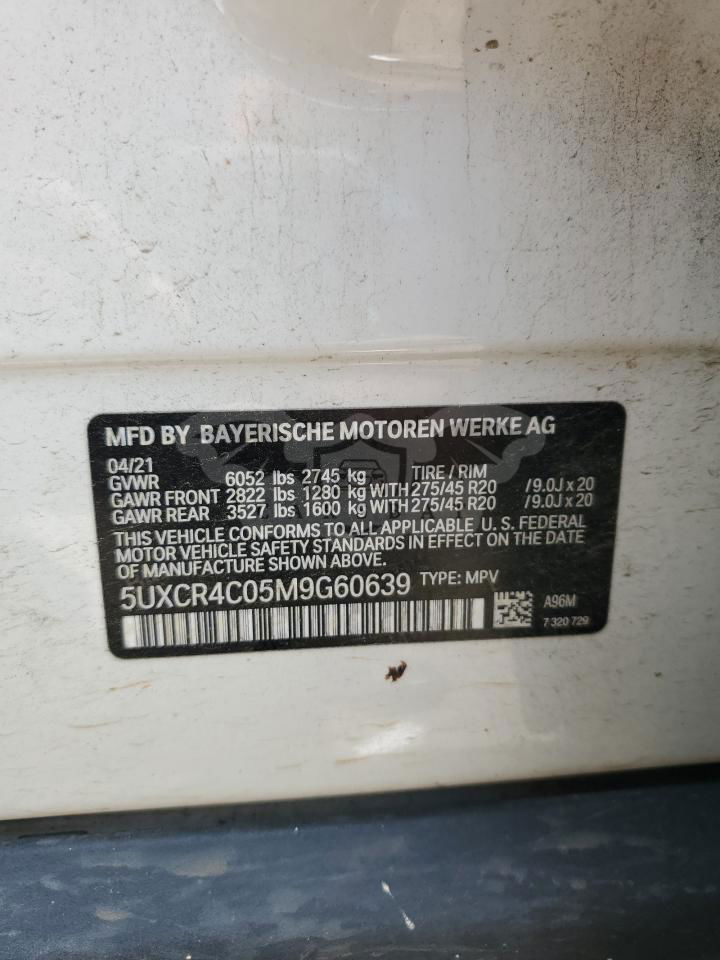 MFD BY BAYERISCHE MOTOREN WERKE AG
04/21 TIRE / RIM
GVWR 6052 lbs 2745 kg
GAWR FRONT 2822 lbs 1280 kg WITH 275/45 R20 / 9.0J x 20
GAWR REAR 3527 lbs 1600 kg WITH 275/45 R20 / 9.0J x 20
THIS VEHICLE CONFORMS TO ALL APPLICABLE U. S. FEDERAL
MOTOR VEHICLE SAFETY STANDARDS IN EFFECT ON THE DATE
OF MANUFACTURE SHOWN ABOVE.
5UXCR4C05M9G60639 TYPE: MPV
A96M
7 320 729